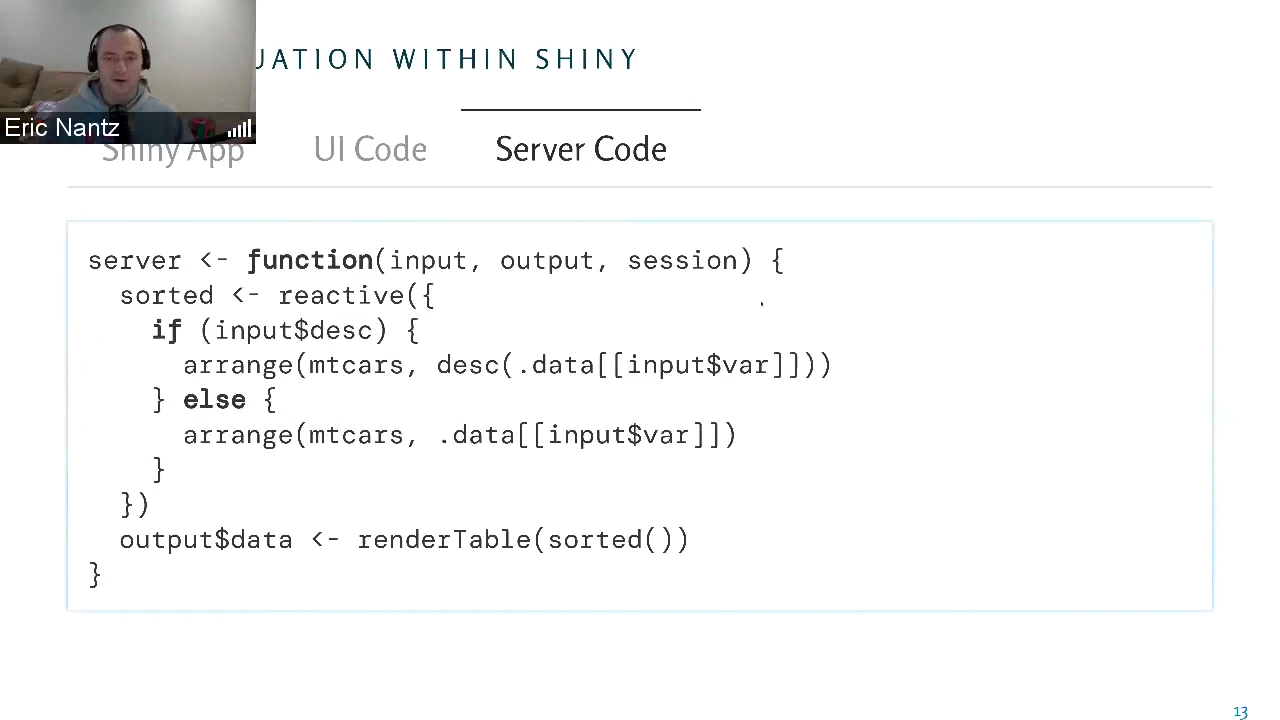 UATION WITHIN SHINY
Eric Nantz
Shiny App
UI Code
Server Code
server <- function(input, output, session) {
  sorted <- reactive({
    if (input$desc) {
      arrange(mtcars, desc(.data[[input$var]]))
    } else {
      arrange(mtcars, .data[[input$var]])
    }
  })
  output$data <- renderTable(sorted())
}
13